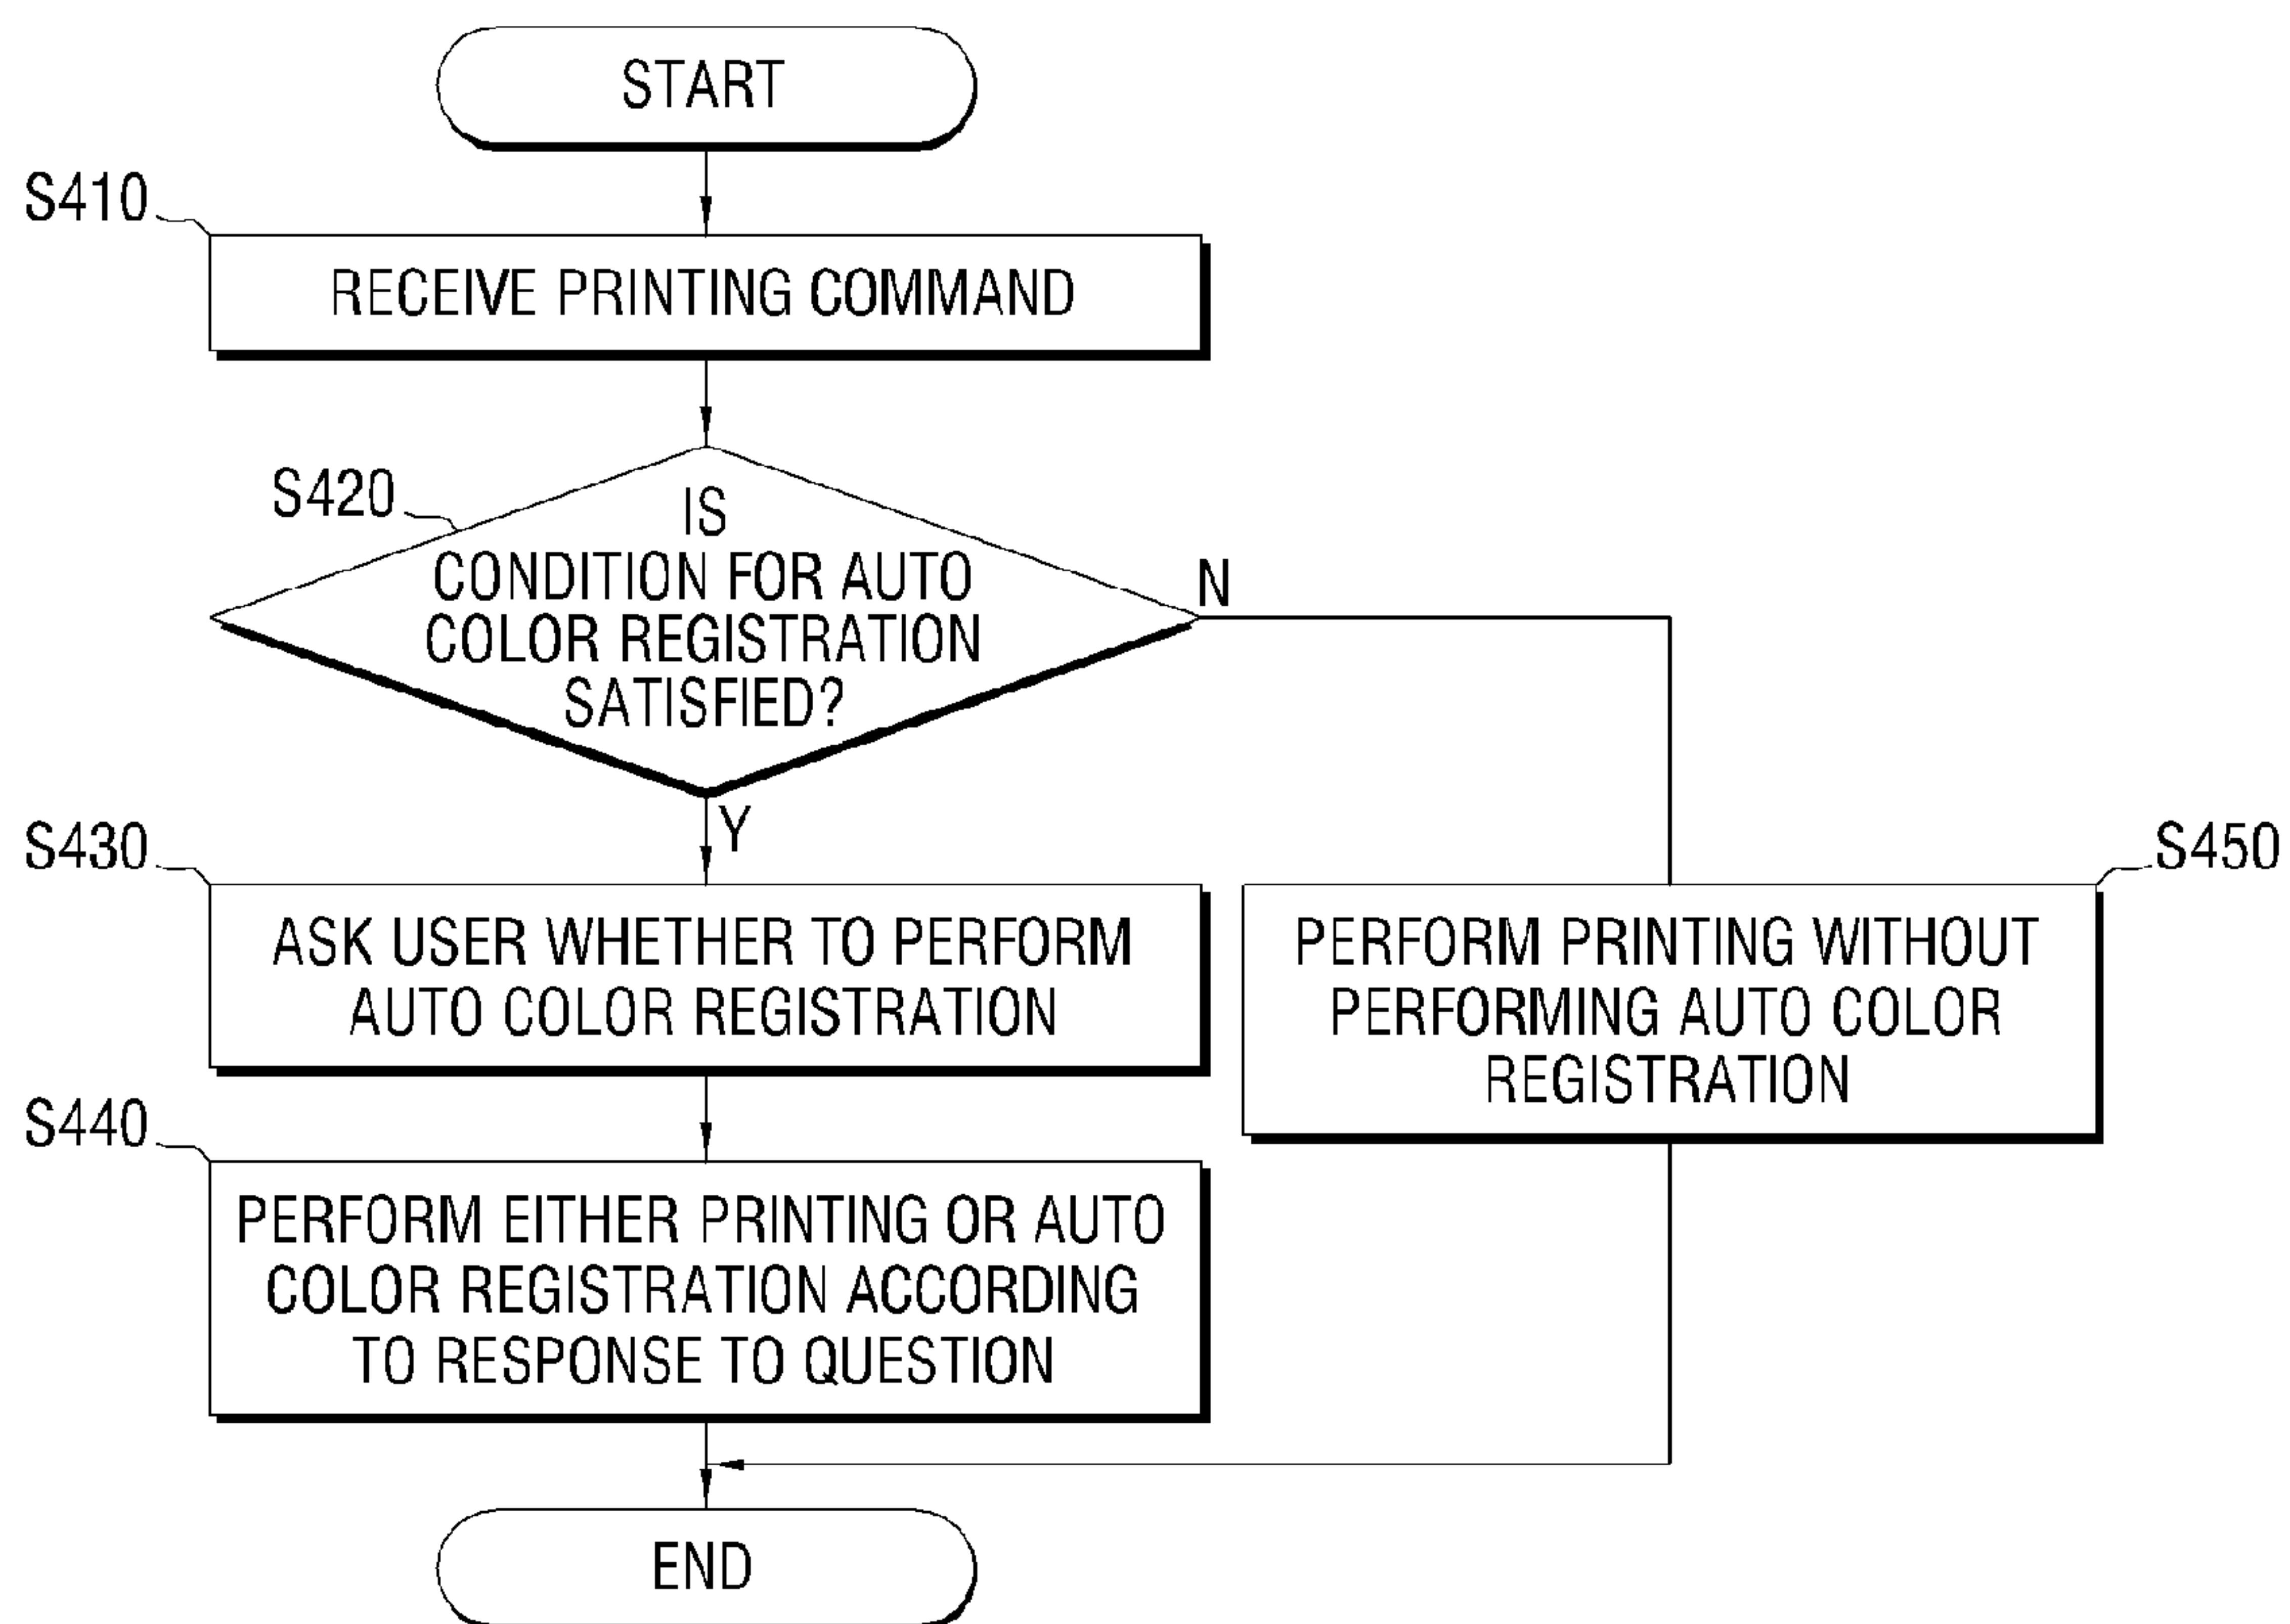 START
S410
RECEIVE PRINTING COMMAND
S420
IS
CONDITION FOR AUTO
COLOR REGISTRATION
SATISFIED?
N
Y
S430
ASK USER WHETHER TO PERFORM
AUTO COLOR REGISTRATION
S450
PERFORM PRINTING WITHOUT
PERFORMING AUTO COLOR
REGISTRATION
S440
PERFORM EITHER PRINTING OR AUTO
COLOR REGISTRATION ACCORDING
TO RESPONSE TO QUESTION
END